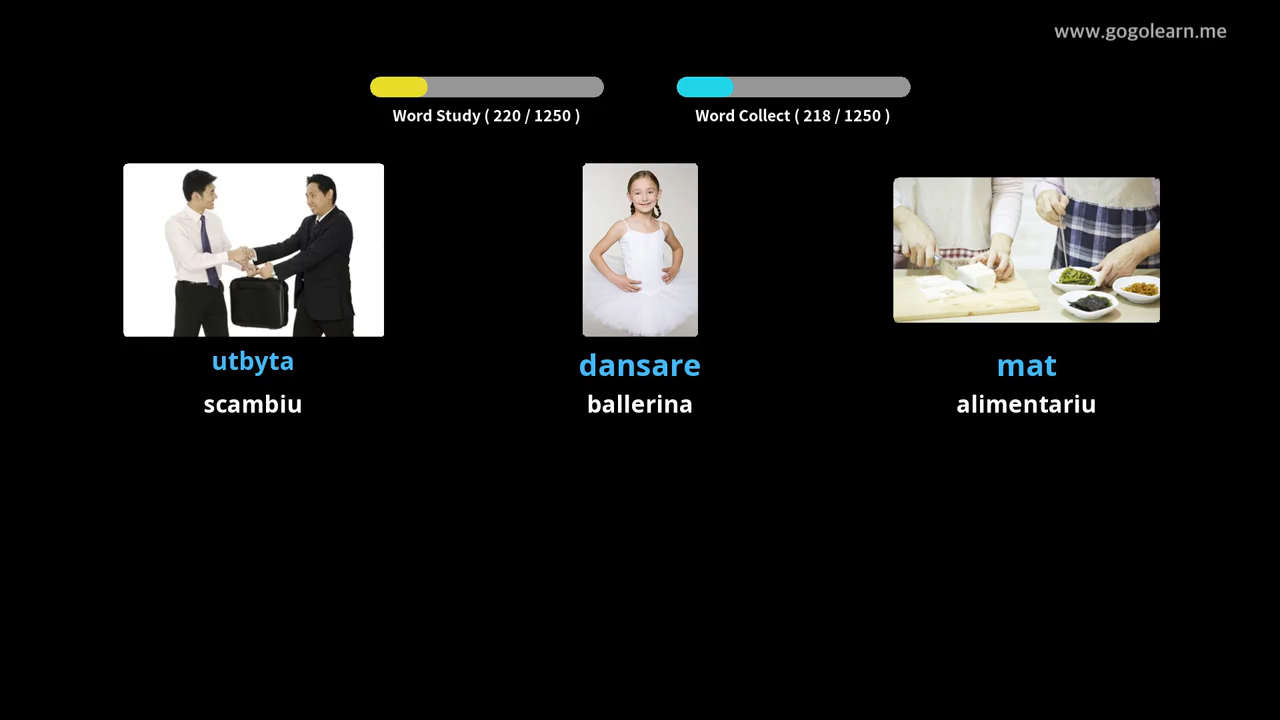 www.gogolearn.me
Word Study ( 220 / 1250 )
Word Collect ( 218 / 1250 )
utbyta
scambiu
dansare
ballerina
mat
alimentariu